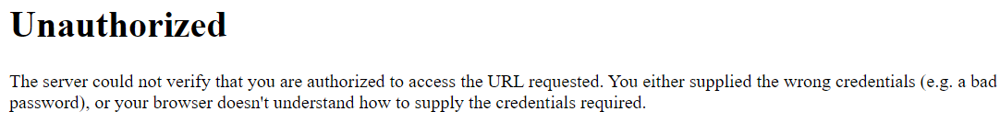 Unauthorized
The server could not verify that you are authorized to access the URL requested. You either supplied the wrong credentials (e.g. a bad
password), or your browser doesn't understand how to supply the credentials required.